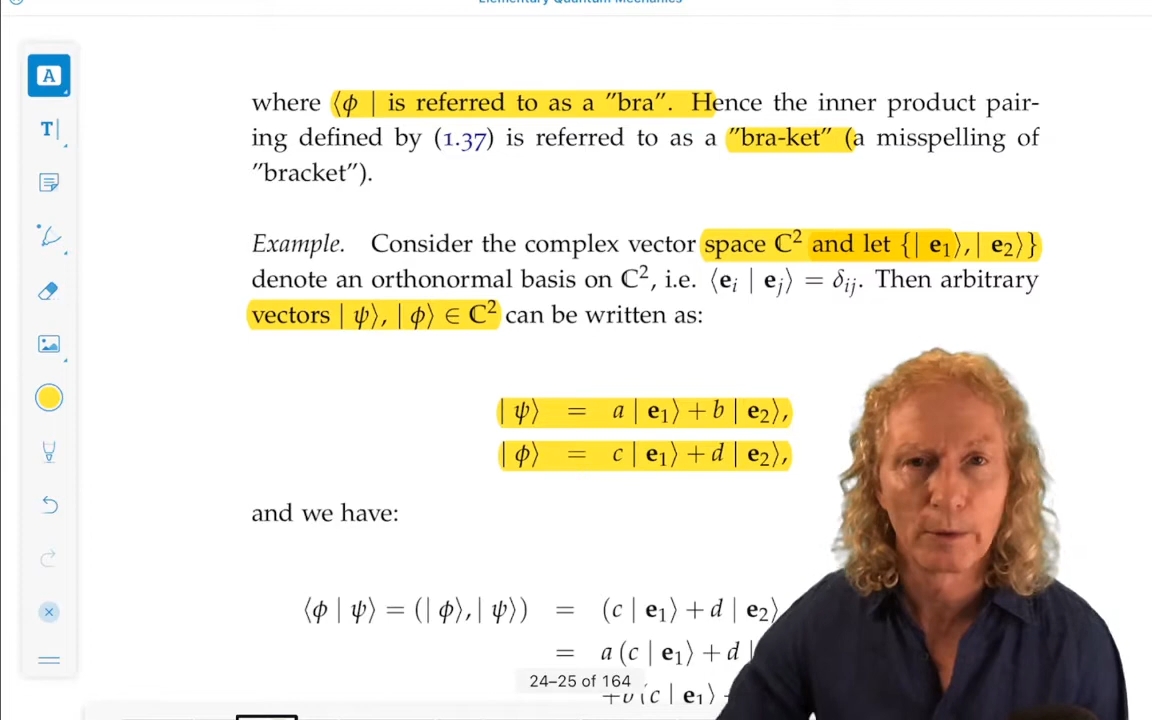 Elementary Quantum Mechanics
A
T
where ⟨ϕ | is referred to as a ”bra”. Hence the inner product pair-
ing defined by (1.37) is referred to as a ”bra-ket” (a misspelling of
”bracket”).
Example. Consider the complex vector space ℂ² and let {| e₁⟩, | e₂⟩}
denote an orthonormal basis on ℂ², i.e. ⟨eᵢ | eⱼ⟩ = δᵢⱼ. Then arbitrary
vectors | ψ⟩, | ϕ⟩ ∈ ℂ² can be written as:
| ψ⟩ = a | e₁⟩ + b | e₂⟩,
| ϕ⟩ = c | e₁⟩ + d | e₂⟩,
and we have:
⟨ϕ | ψ⟩ = (| ϕ⟩, | ψ⟩) = (c | e₁⟩ + d | e₂⟩
= a (c | e₁⟩ + d |
+b (c | e₁⟩
24–25 of 164